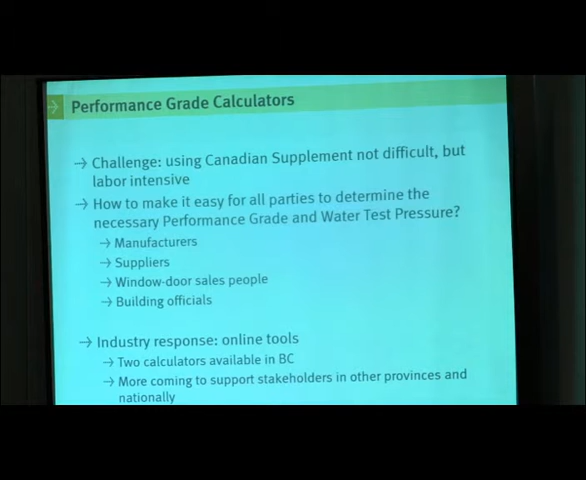 Performance Grade Calculators
→ Challenge: using Canadian Supplement not difficult, but
labor intensive
→ How to make it easy for all parties to determine the
necessary Performance Grade and Water Test Pressure?
→ Manufacturers
→ Suppliers
→ Window-door sales people
→ Building officials
→ Industry response: online tools
→ Two calculators available in BC
→ More coming to support stakeholders in other provinces and
nationally